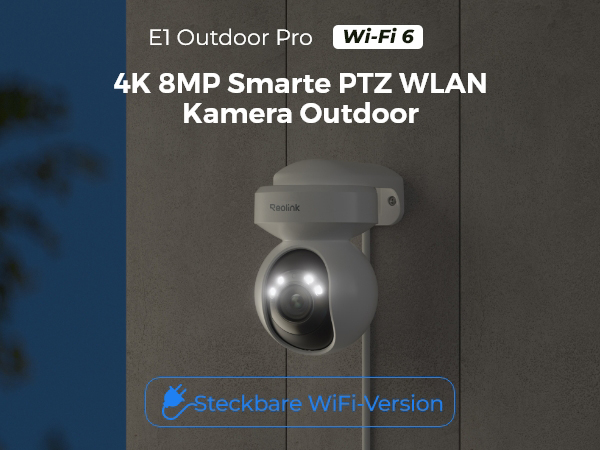 E1 Outdoor Pro Wi-Fi 6
4K 8MP Smarte PTZ WLAN
Kamera Outdoor
Reolink
Steckbare WiFi-Version